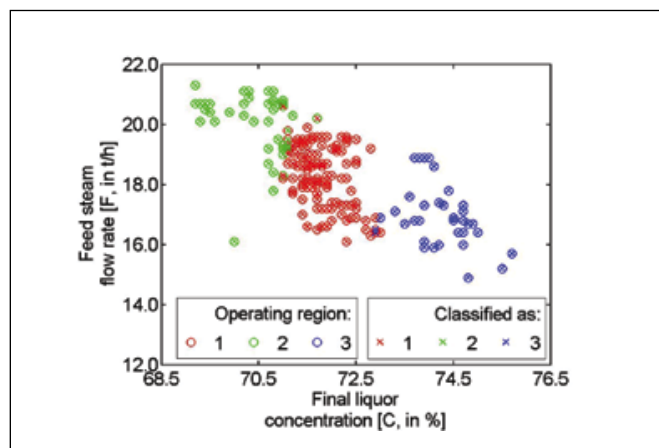 22.0
20.0
18.0
16.0
14.0
12.0
Feed steam
flow rate [F, in t/h]
Operating region:
1 2 3
Classified as:
1 2 3
68.5 70.5 72.5 74.5 76.5
Final liquor
concentration [C, in %]